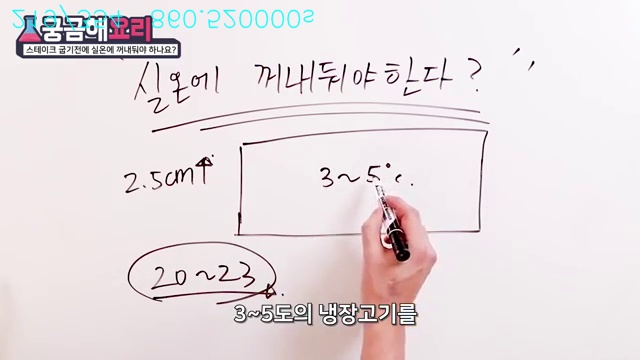 궁금해요리
스테이크 굽기전에 실온에 꺼내둬야 하나요?
"실온에 꺼내둬야한다?"
2.5cm↑
3~5°c.
20~23
3~5도의 냉장고기를